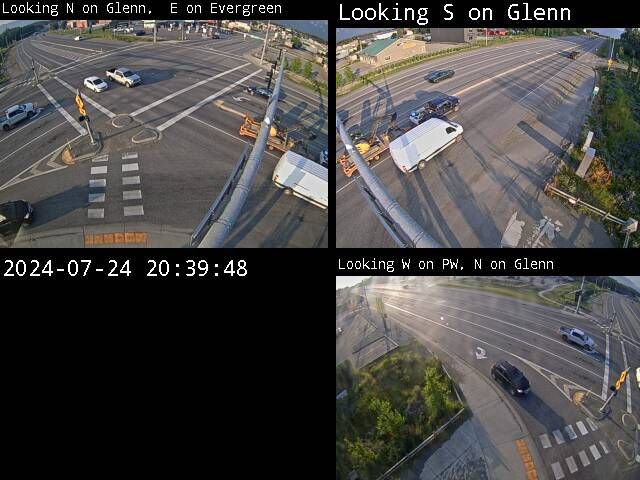 Looking N on Glenn,  E on Evergreen
Looking S on Glenn
2024-07-24 20:39:48
Looking W on PW, N on Glenn